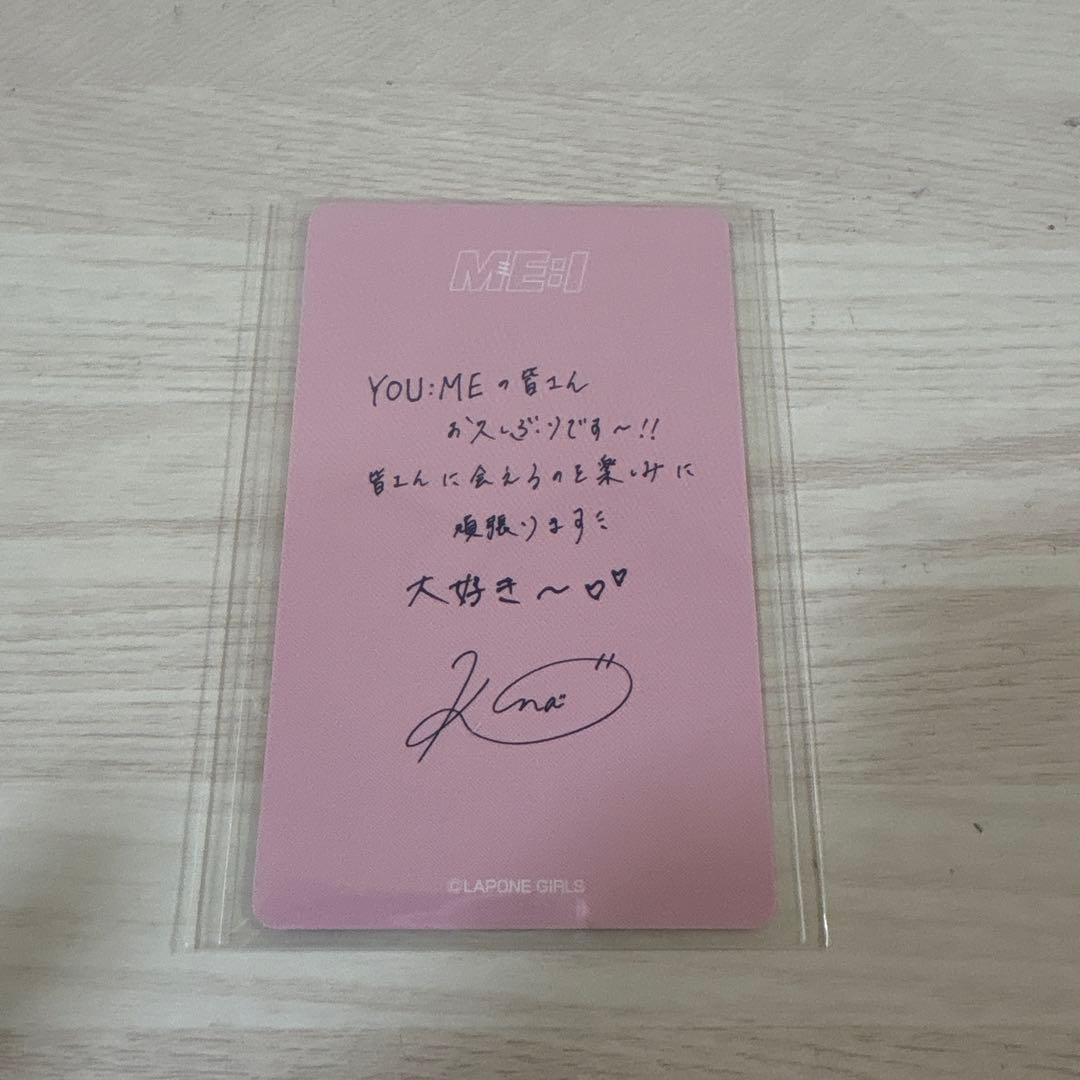 ME:I
YOU:MEの皆さん
お久しぶりです～!!
皆さんに会えるのを楽しみに
頑張ります
大好き～♡♡
©LAPONE GIRLS